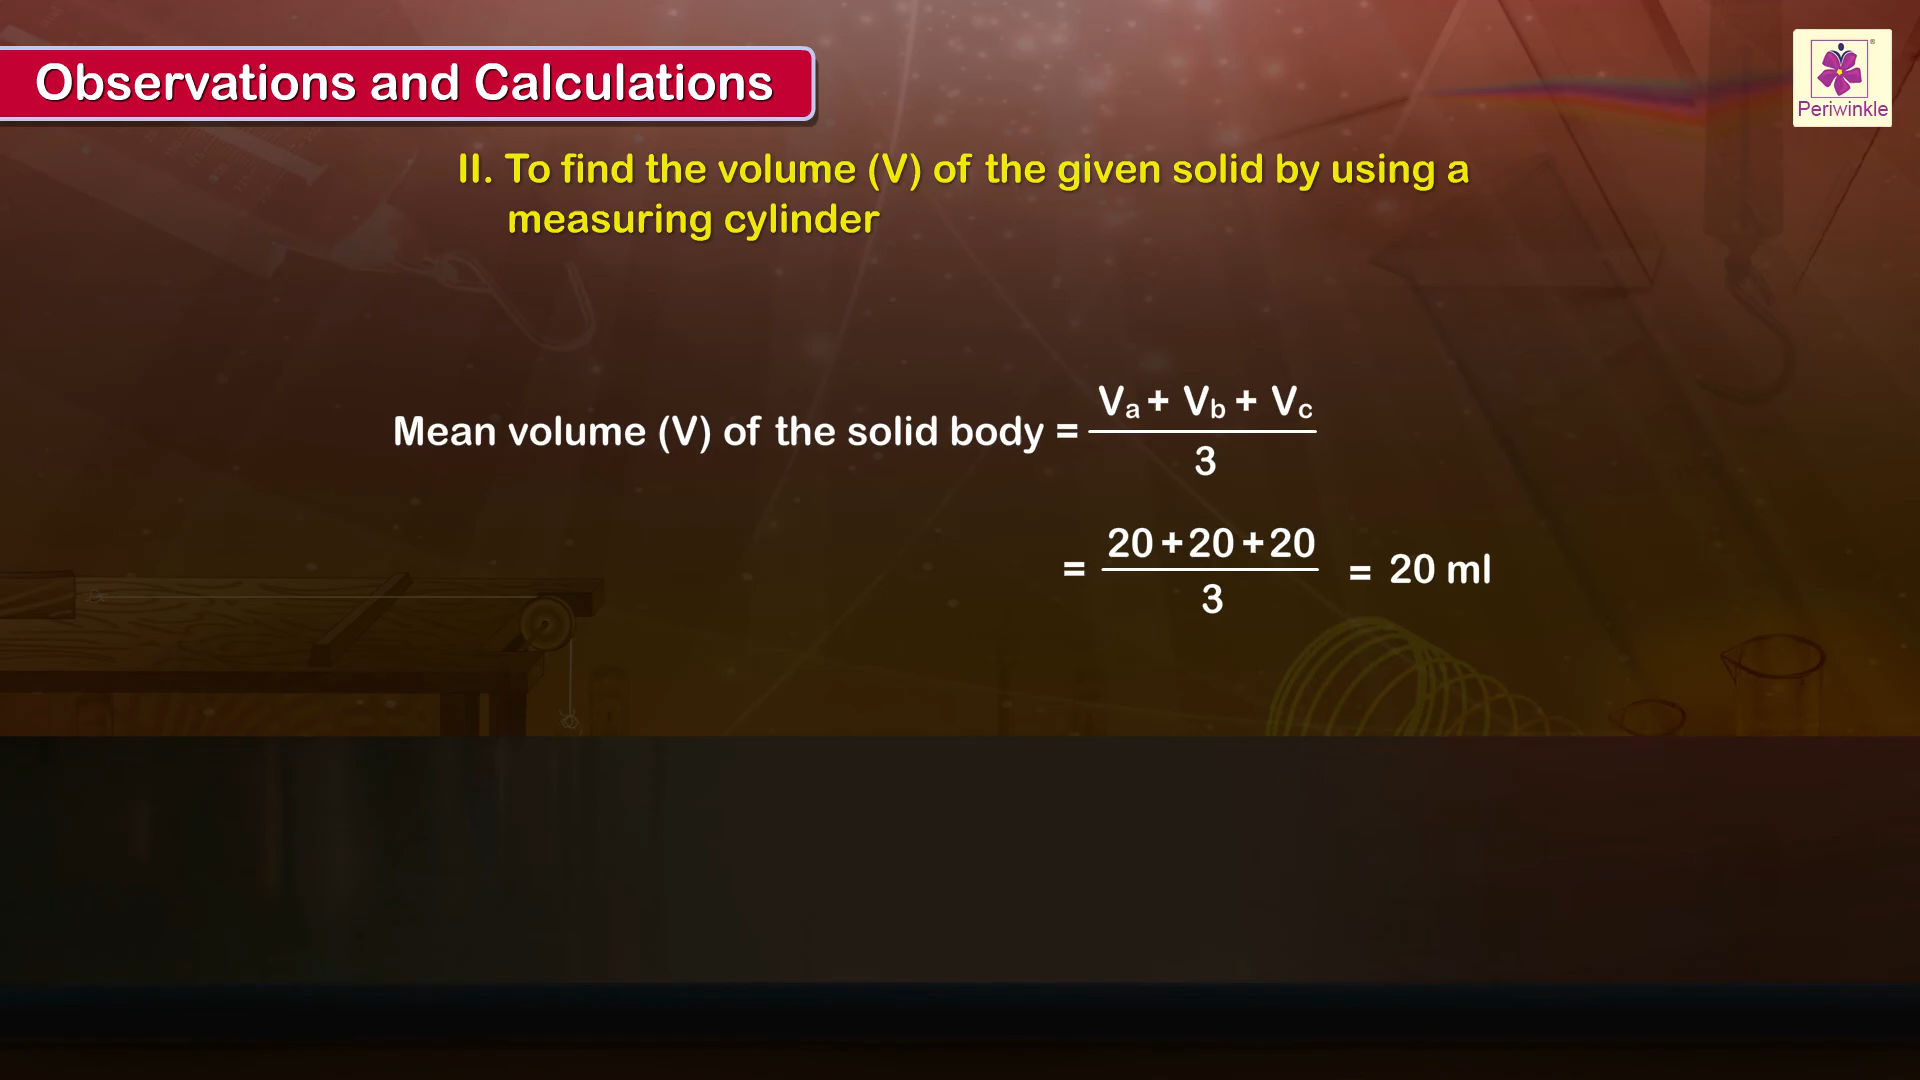 Observations and Calculations
Periwinkle
II. To find the volume (V) of the given solid by using a
measuring cylinder
Mean volume (V) of the solid body = Va + Vb + Vc / 3
= 20 + 20 + 20 / 3 = 20 ml